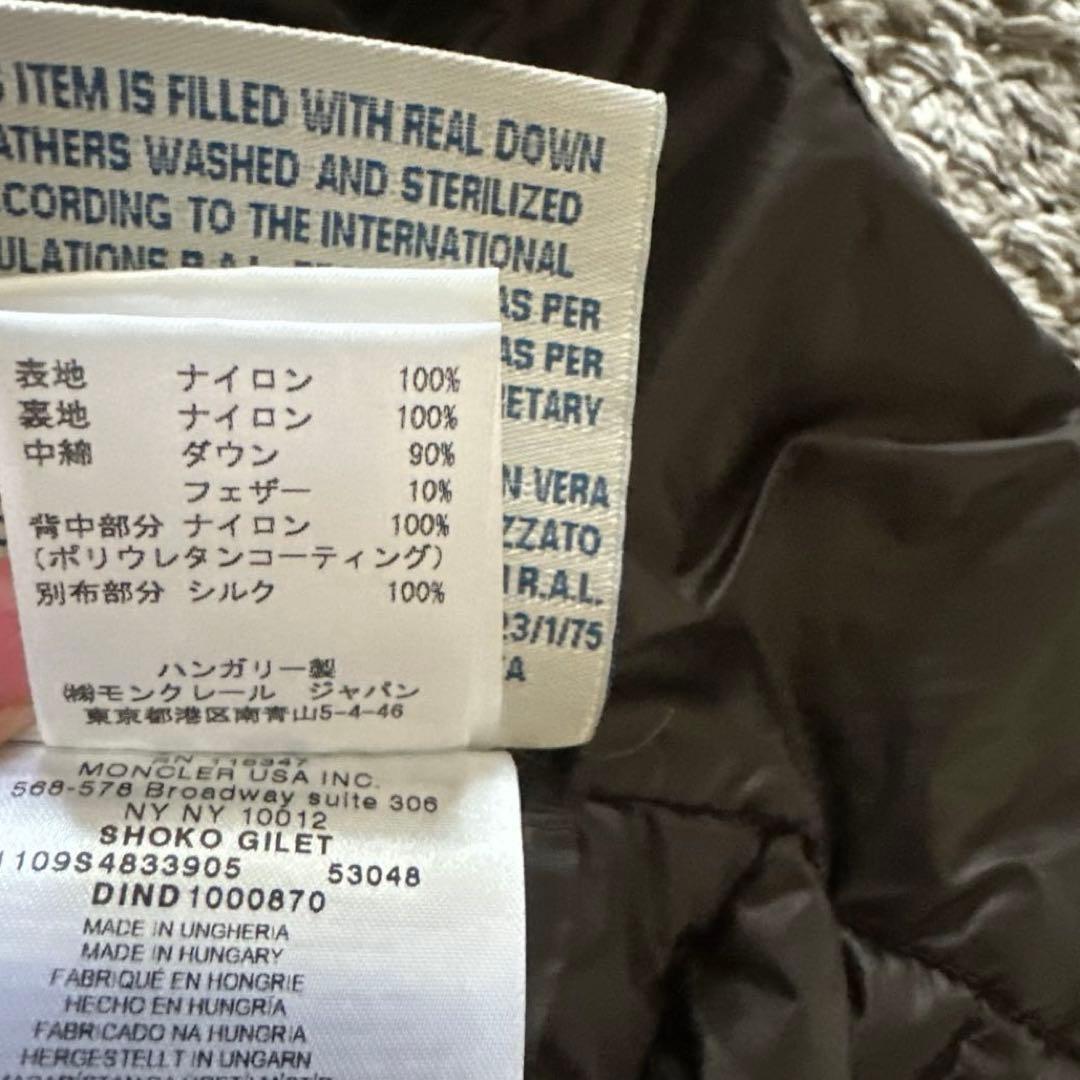 ITEM IS FILLED WITH REAL DOWN
WASHED AND STERILIZED
TO THE INTERNATIONAL
AS PER
AS PER
N VERA
R.A.L.
23/1/75
表地 ナイロン 100%
裏地 ナイロン 100%
中綿 ダウン 90%
フェザー 10%
背中部分 ナイロン 100%
(ポリウレタンコーティング)
別布部分 シルク 100%
ハンガリー製
㈱モンクレール ジャパン
東京都港区南青山5-4-46
RN 116347
MONCLER USA INC.
568-578 Broadway suite 306
NY NY 10012
SHOKO GILET
109S4833905 53048
DIND1000870
MADE IN UNGHERIA
MADE IN HUNGARY
FABRIQUÉ EN HONGRIE
HECHO EN HUNGRÍA
FABRICADO NA HUNGRIA
HERGESTELLT IN UNGARN